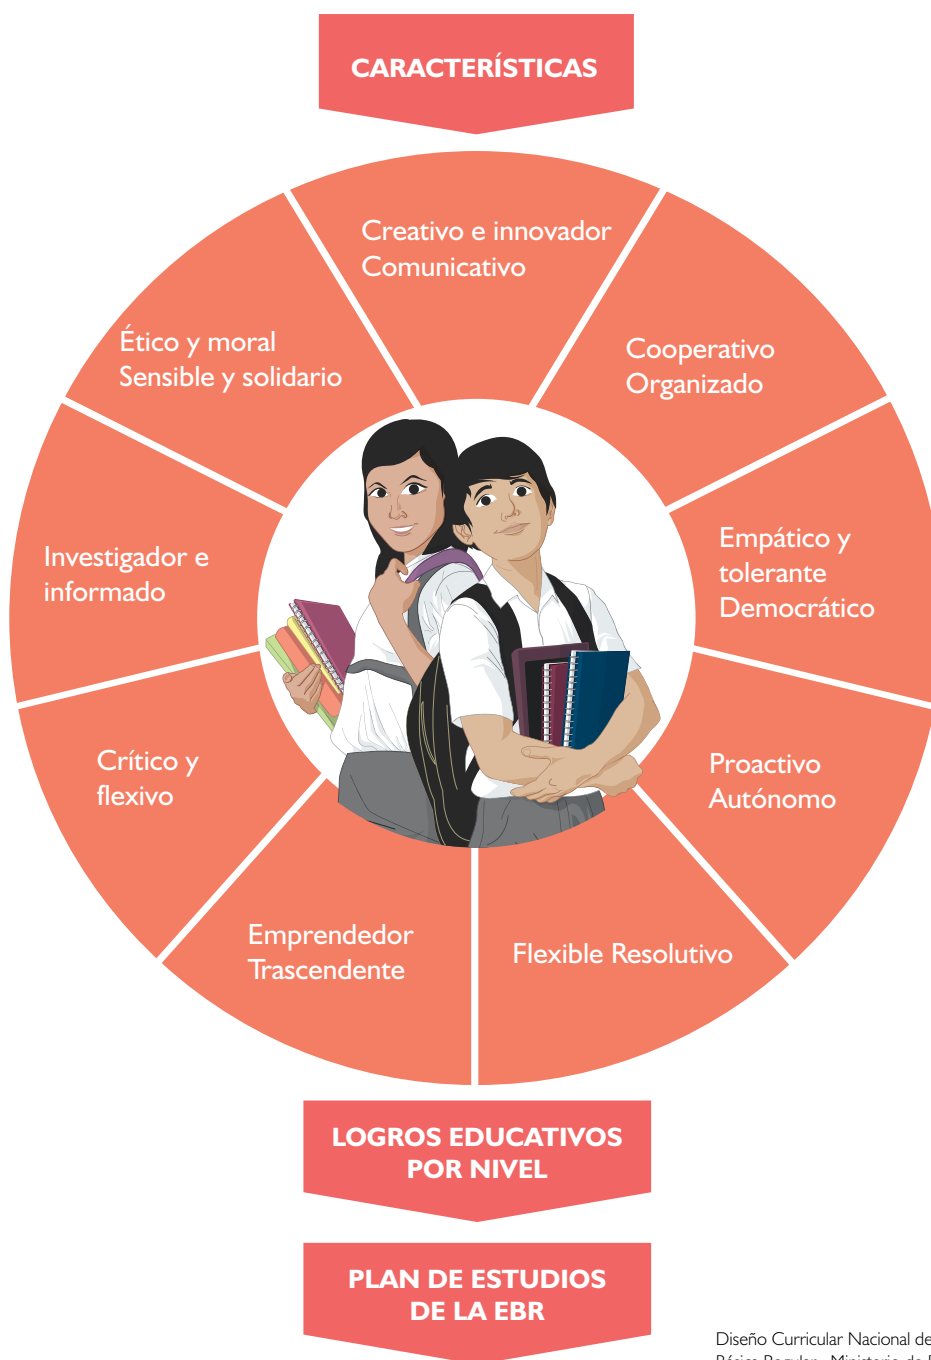 CARACTERÍSTICAS
Creativo e innovador
Comunicativo
Ético y moral
Sensible y solidario
Cooperativo
Organizado
Investigador e
informado
Empático y
tolerante
Democrático
Crítico y
flexivo
Proactivo
Autónomo
Emprendedor
Trascendente
Flexible Resolutivo
LOGROS EDUCATIVOS
POR NIVEL
PLAN DE ESTUDIOS
DE LA EBR
Diseño Curricular Nacional de